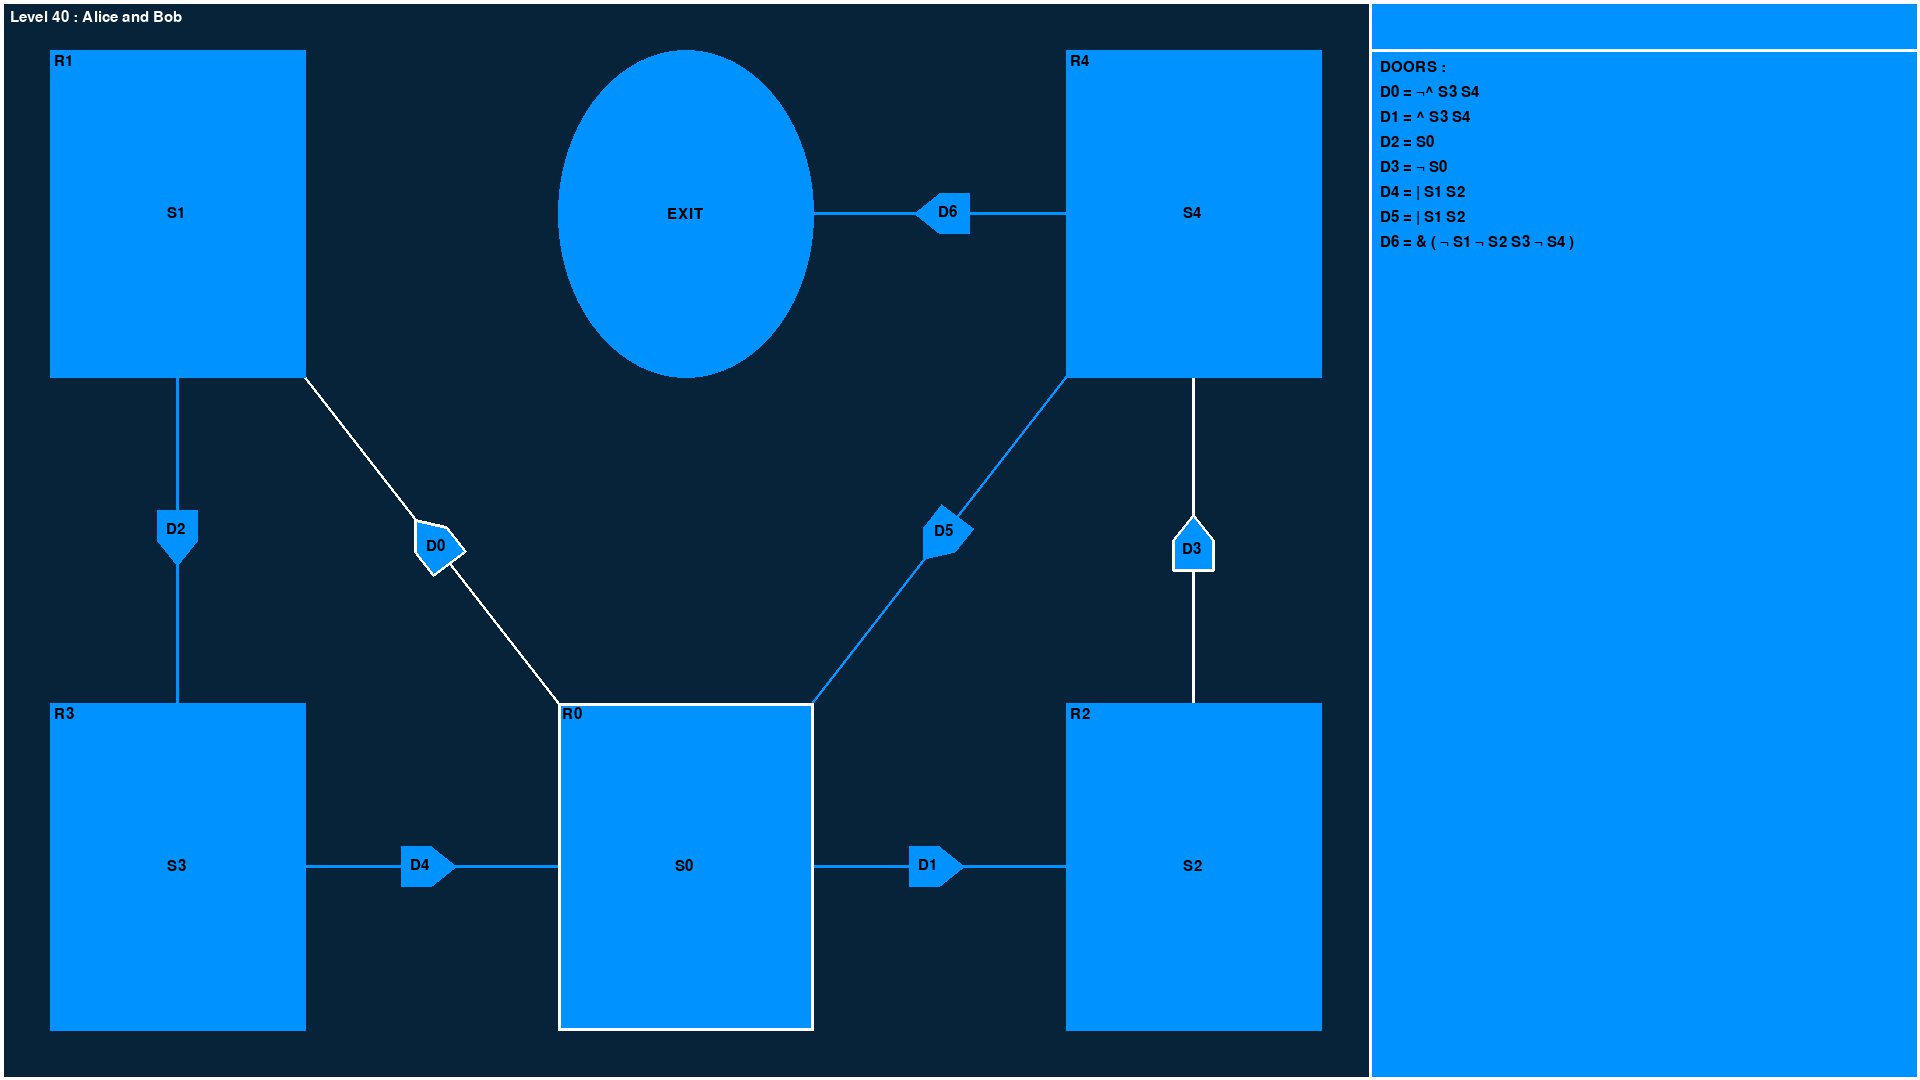 Level 40 : Alice and Bob
R1
R4
DOORS :
D0 = ¬^ S3 S4
D1 = ^ S3 S4
D2 = S0
D3 = ¬ S0
D4 = | S1 S2
D5 = | S1 S2
D6 = & ( ¬ S1 ¬ S2 S3 ¬ S4 )
S1
EXIT
D6
S4
D2
D0
D5
D3
R3
R0
R2
S3
D4
S0
D1
S2